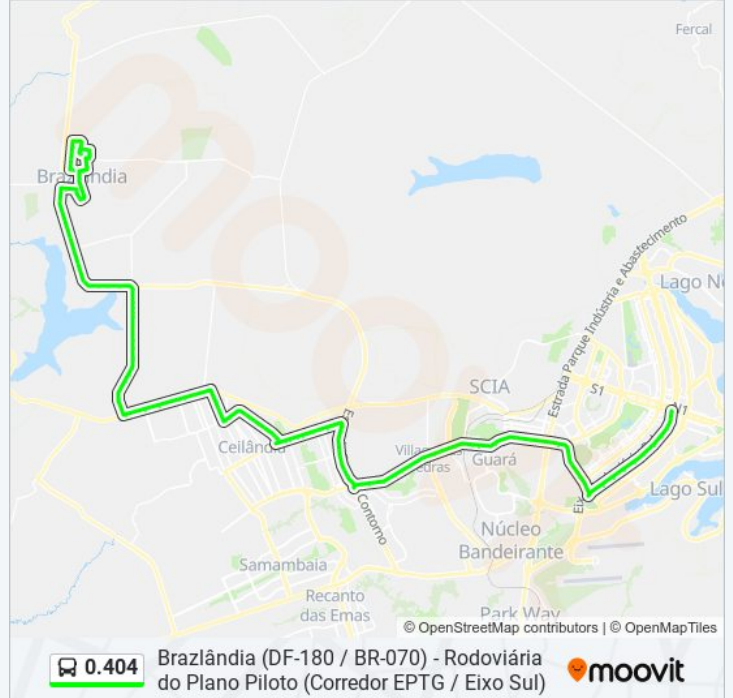 Fercal
Brazlândia
Estrada Parque Indústria e Abastecimento
Lago No
SCIA
S1
N1
Ceilândia
Guará
Lago Sul
Contorno
Eix
Núcleo
Bandeirante
Samambaia
Recanto
das Emas
Park Way
© OpenStreetMap contributors | © OpenMapTiles
0.404
Brazlândia (DF-180 / BR-070) - Rodoviária
do Plano Piloto (Corredor EPTG / Eixo Sul)
moovit